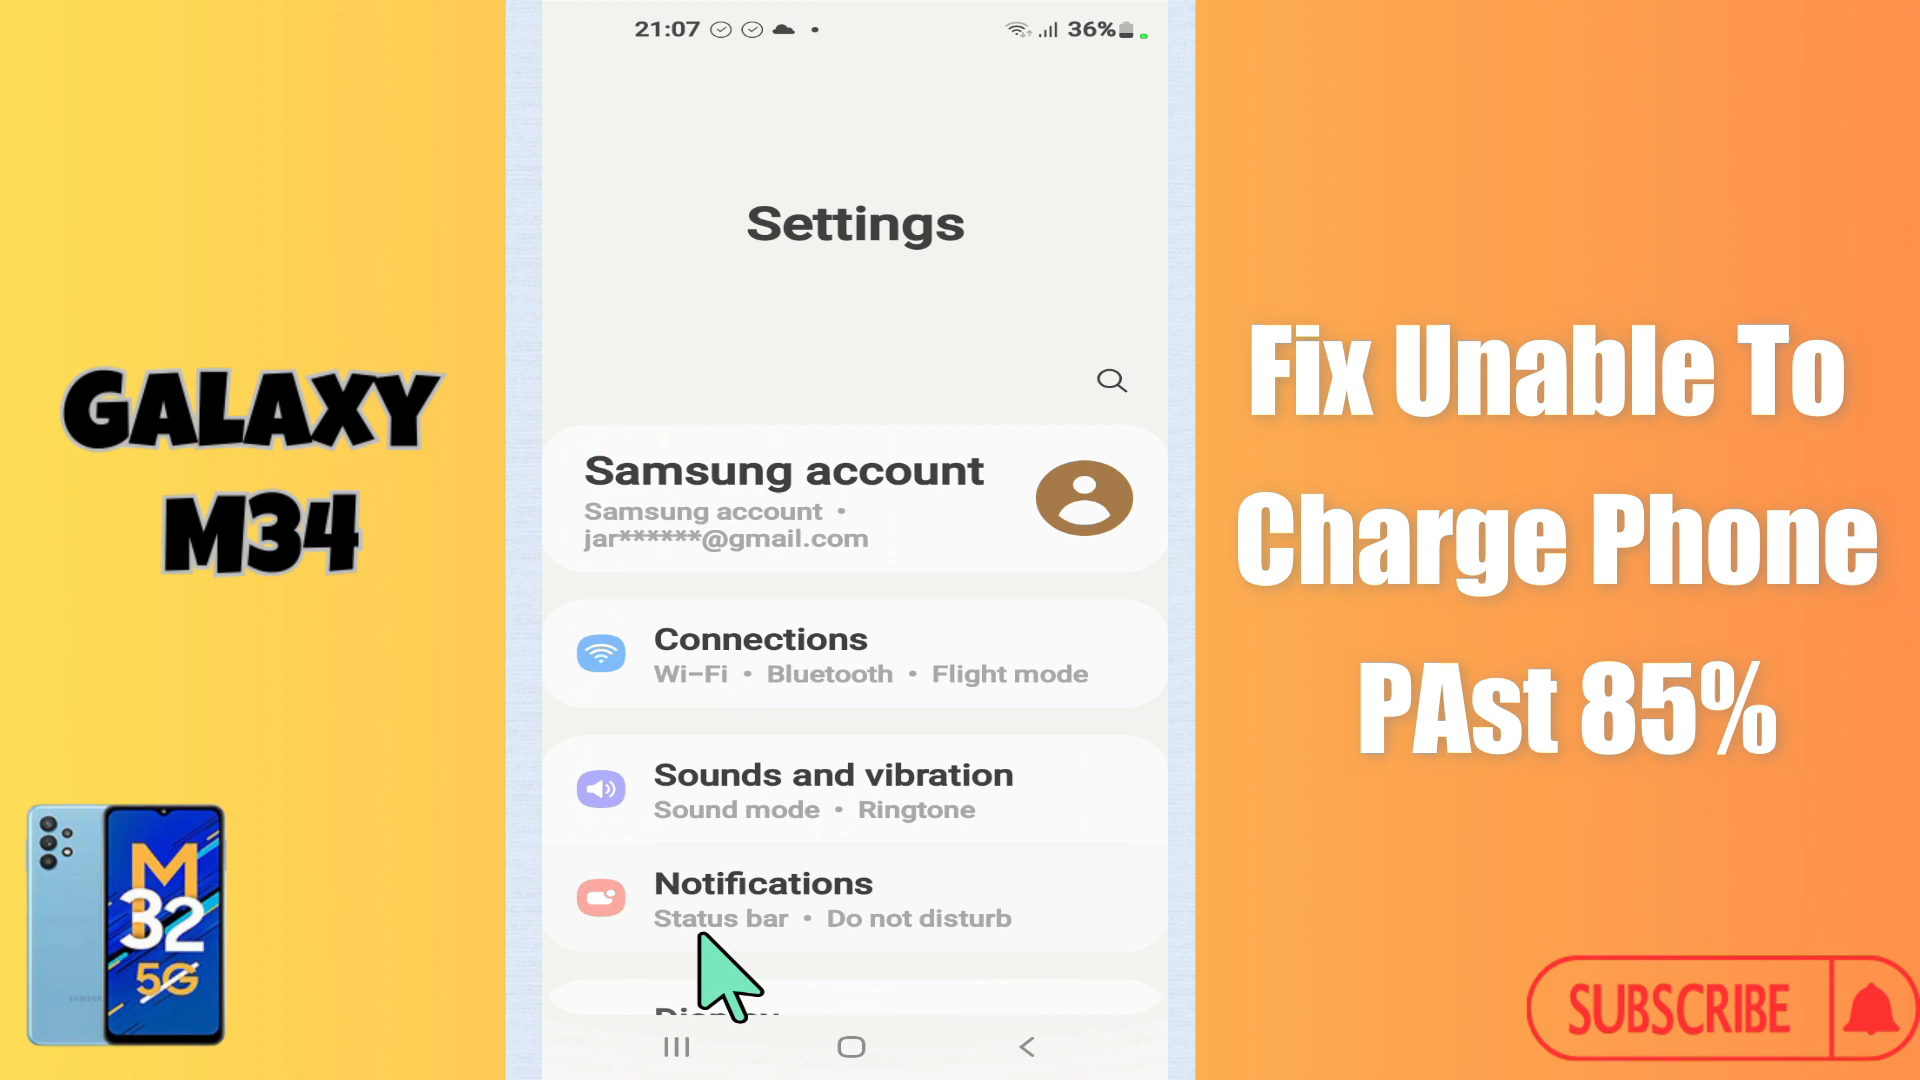 21:07
36%
Settings
Samsung account
Samsung account •
jar******@gmail.com
Connections
Wi-Fi • Bluetooth • Flight mode
Sounds and vibration
Sound mode • Ringtone
Notifications
Status bar • Do not disturb
Display
GALAXY
M34
M
32
5G
SAMSUNG
Fix Unable To
Charge Phone
PAst 85%
SUBSCRIBE